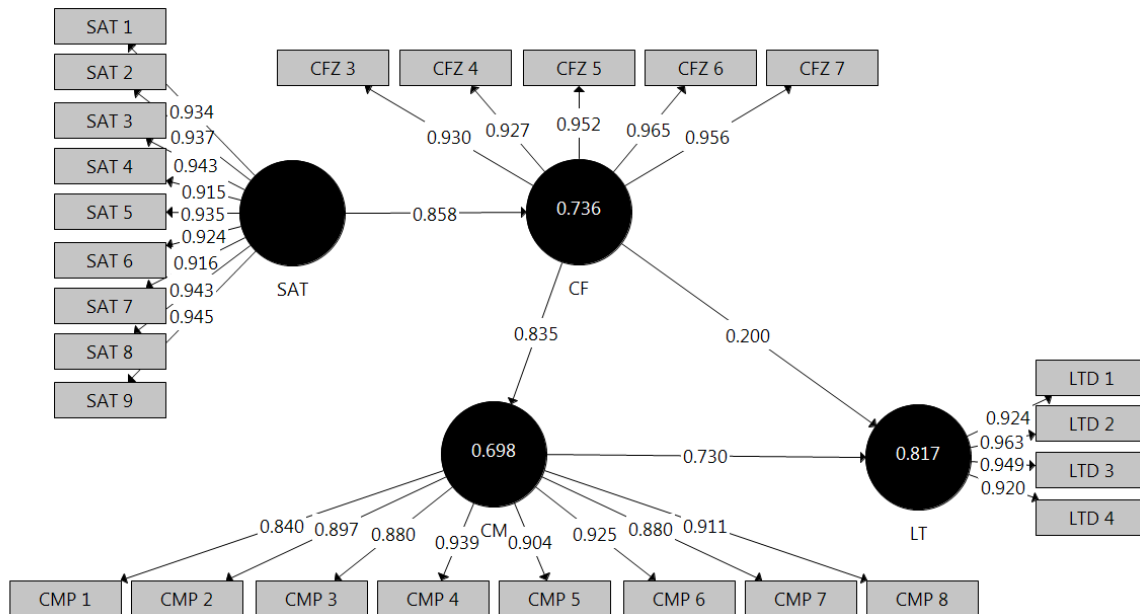 SAT 1
SAT 2
SAT 3
SAT 4
SAT 5
SAT 6
SAT 7
SAT 8
SAT 9
0.934
0.937
0.943
0.915
0.935
0.924
0.916
0.943
0.945
SAT
0.858
CFZ 3
CFZ 4
CFZ 5
CFZ 6
CFZ 7
0.930
0.927
0.952
0.965
0.956
0.736
CF
0.835
0.200
0.698
CM
0.730
0.817
LT
0.924
0.963
0.949
0.920
LTD 1
LTD 2
LTD 3
LTD 4
0.840
0.897
0.880
0.939
0.904
0.925
0.880
0.911
CMP 1
CMP 2
CMP 3
CMP 4
CMP 5
CMP 6
CMP 7
CMP 8